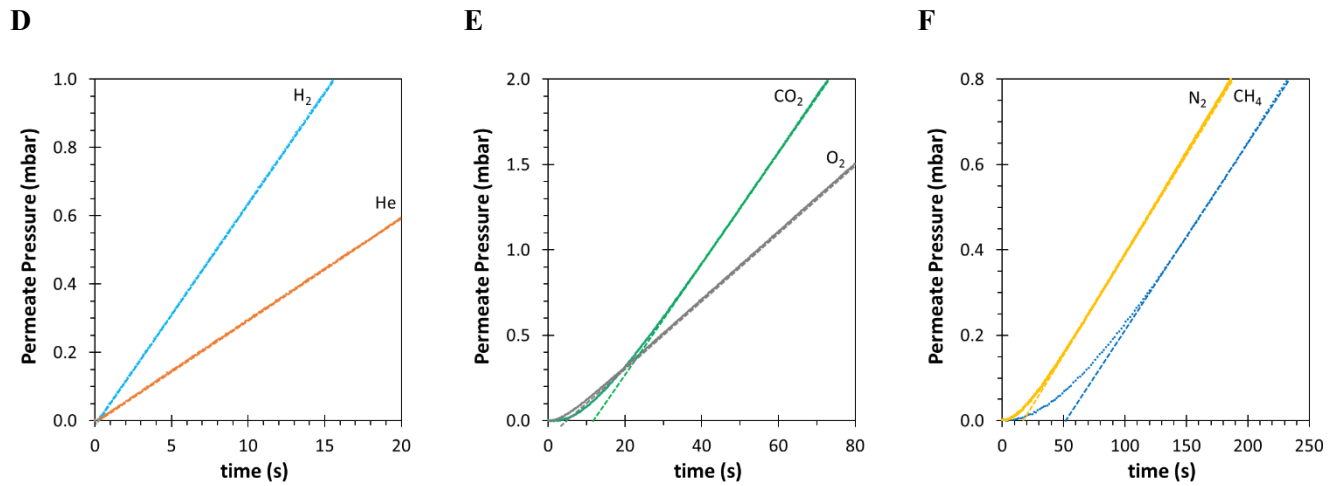 D
E
F
Permeate Pressure (mbar)
1.0
0.8
0.6
0.4
0.2
0.0
H₂
He
0
5
10
15
20
time (s)
Permeate Pressure (mbar)
2.0
1.5
1.0
0.5
0.0
CO₂
O₂
0
20
40
60
80
time (s)
Permeate Pressure (mbar)
0.8
0.6
0.4
0.2
0.0
N₂
CH₄
0
50
100
150
200
250
time (s)